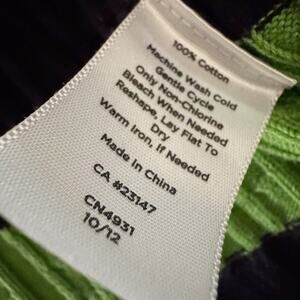 100% Cotton
Machine Wash Cold
Gentle Cycle
Only Non-Chlorine
Bleach When Needed
Reshape, Lay Flat To
Dry
Warm Iron, If Needed
Made In China
CA #23147
CN4931
10/12